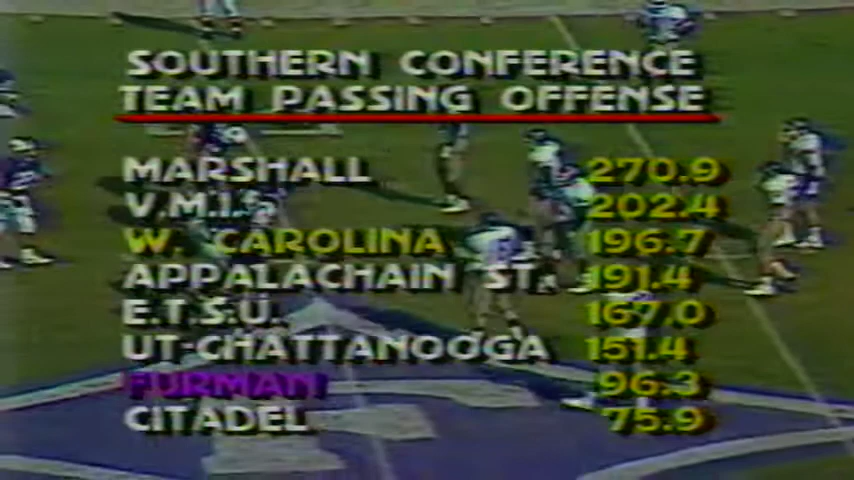 SOUTHERN CONFERENCE
TEAM PASSING OFFENSE
MARSHALL 270.9
V.M.I. 202.4
W. CAROLINA 196.7
APPALACHAIN ST. 191.4
E.T.S.U. 167.0
UT-CHATTANOOGA 151.4
FURMAN 96.3
CITADEL 75.9